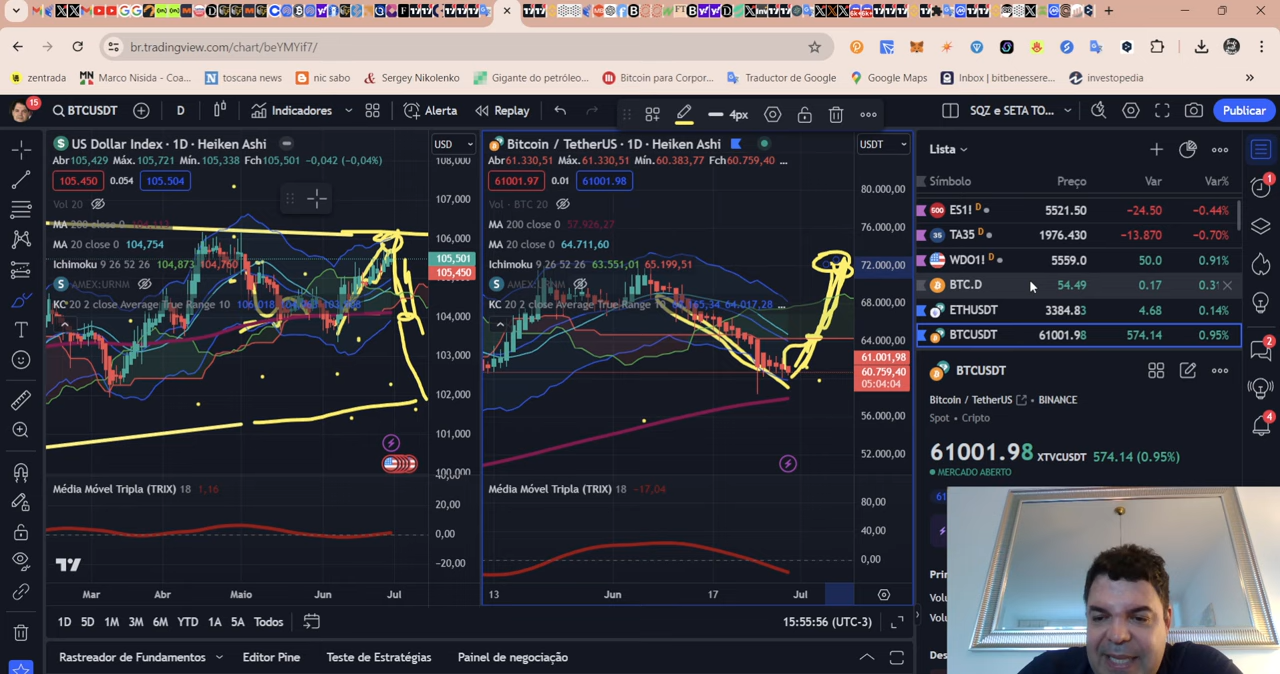 br.tradingview.com/chart/beYMYif7/
zentrada
Marco Nisida - Coa...
toscana news
nic sabo
Sergey Nikolenko
Gigante do petróleo...
Bitcoin para Corpor...
Traductor de Google
Google Maps
Inbox | bitbenessere...
investopedia
15
BTCUSDT
D
Indicadores
Alerta
Replay
4px
SQZ e SETA TO...
Publicar
US Dollar Index · 1D · Heiken Ashi
USD
Abr105,429 Máx.105,721 Mín.105,338 Fch105,501 −0,042 (−0,04%)
105.450
0.054
105.504
Vol 20
MA 200 close 0
MA 20 close 0 104,754
Ichimoku 9 26 52 26 104,873 104,760
AMEX:URNM
KC 20 2 close Average True Range 10
108,000
107,000
106,000
105,501
105,450
104,000
103,000
102,000
101,000
100,000
Média Móvel Tripla (TRIX) 18 1,16
40,00
20,00
0,00
−20,00
Mar
Abr
Maio
Jun
Jul
Bitcoin / TetherUS · 1D · Heiken Ashi
USDT
Abr61.330,51 Máx.61.330,51 Mín.60.383,77 Fch60.759,40 ...
61001.97
0.01
61001.98
Vol · BTC 20
MA 200 close 0 57.926,27
MA 20 close 0 64.711,60
Ichimoku 9 26 52 26 63.551,01 65.199,51
AMEX:URNM
KC 20 2 close Average True Range 10 64.017,28 ...
80.000,00
76.000,00
72.000,00
68.000,00
64.000,00
61.001,98
60.759,40
05:04:04
56.000,00
52.000,00
Média Móvel Tripla (TRIX) 18 −17,04
80,00
40,00
0,00
13
Jun
17
Jul
1D 5D 1M 3M 6M YTD 1A 5A Todos
15:55:56 (UTC-3)
Rastreador de Fundamentos
Editor Pine
Teste de Estratégias
Painel de negociação
Lista
Símbolo Preço Var Var%
ES1! D 5521.50 −24.50 −0.44%
TA35 D 1976.430 −13.870 −0.70%
WDO1! D 5559.0 50.0 0.91%
BTC.D 54.49 0.17 0.31
ETHUSDT 3384.83 4.68 0.14%
BTCUSDT 61001.98 574.14 0.95%
BTCUSDT
Bitcoin / TetherUS
BINANCE
Spot • Cripto
61001.98 XTVCUSDT 574.14 (0.95%)
MERCADO ABERTO
1
2
4